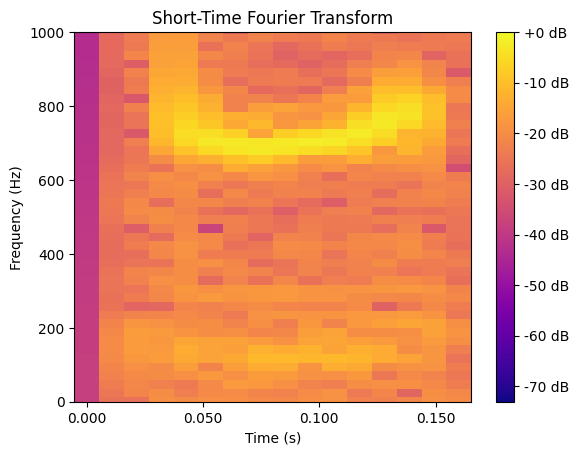 Short-Time Fourier Transform
1000
800
600
400
200
0
Frequency (Hz)
0.000
0.050
0.100
0.150
Time (s)
+0 dB
-10 dB
-20 dB
-30 dB
-40 dB
-50 dB
-60 dB
-70 dB